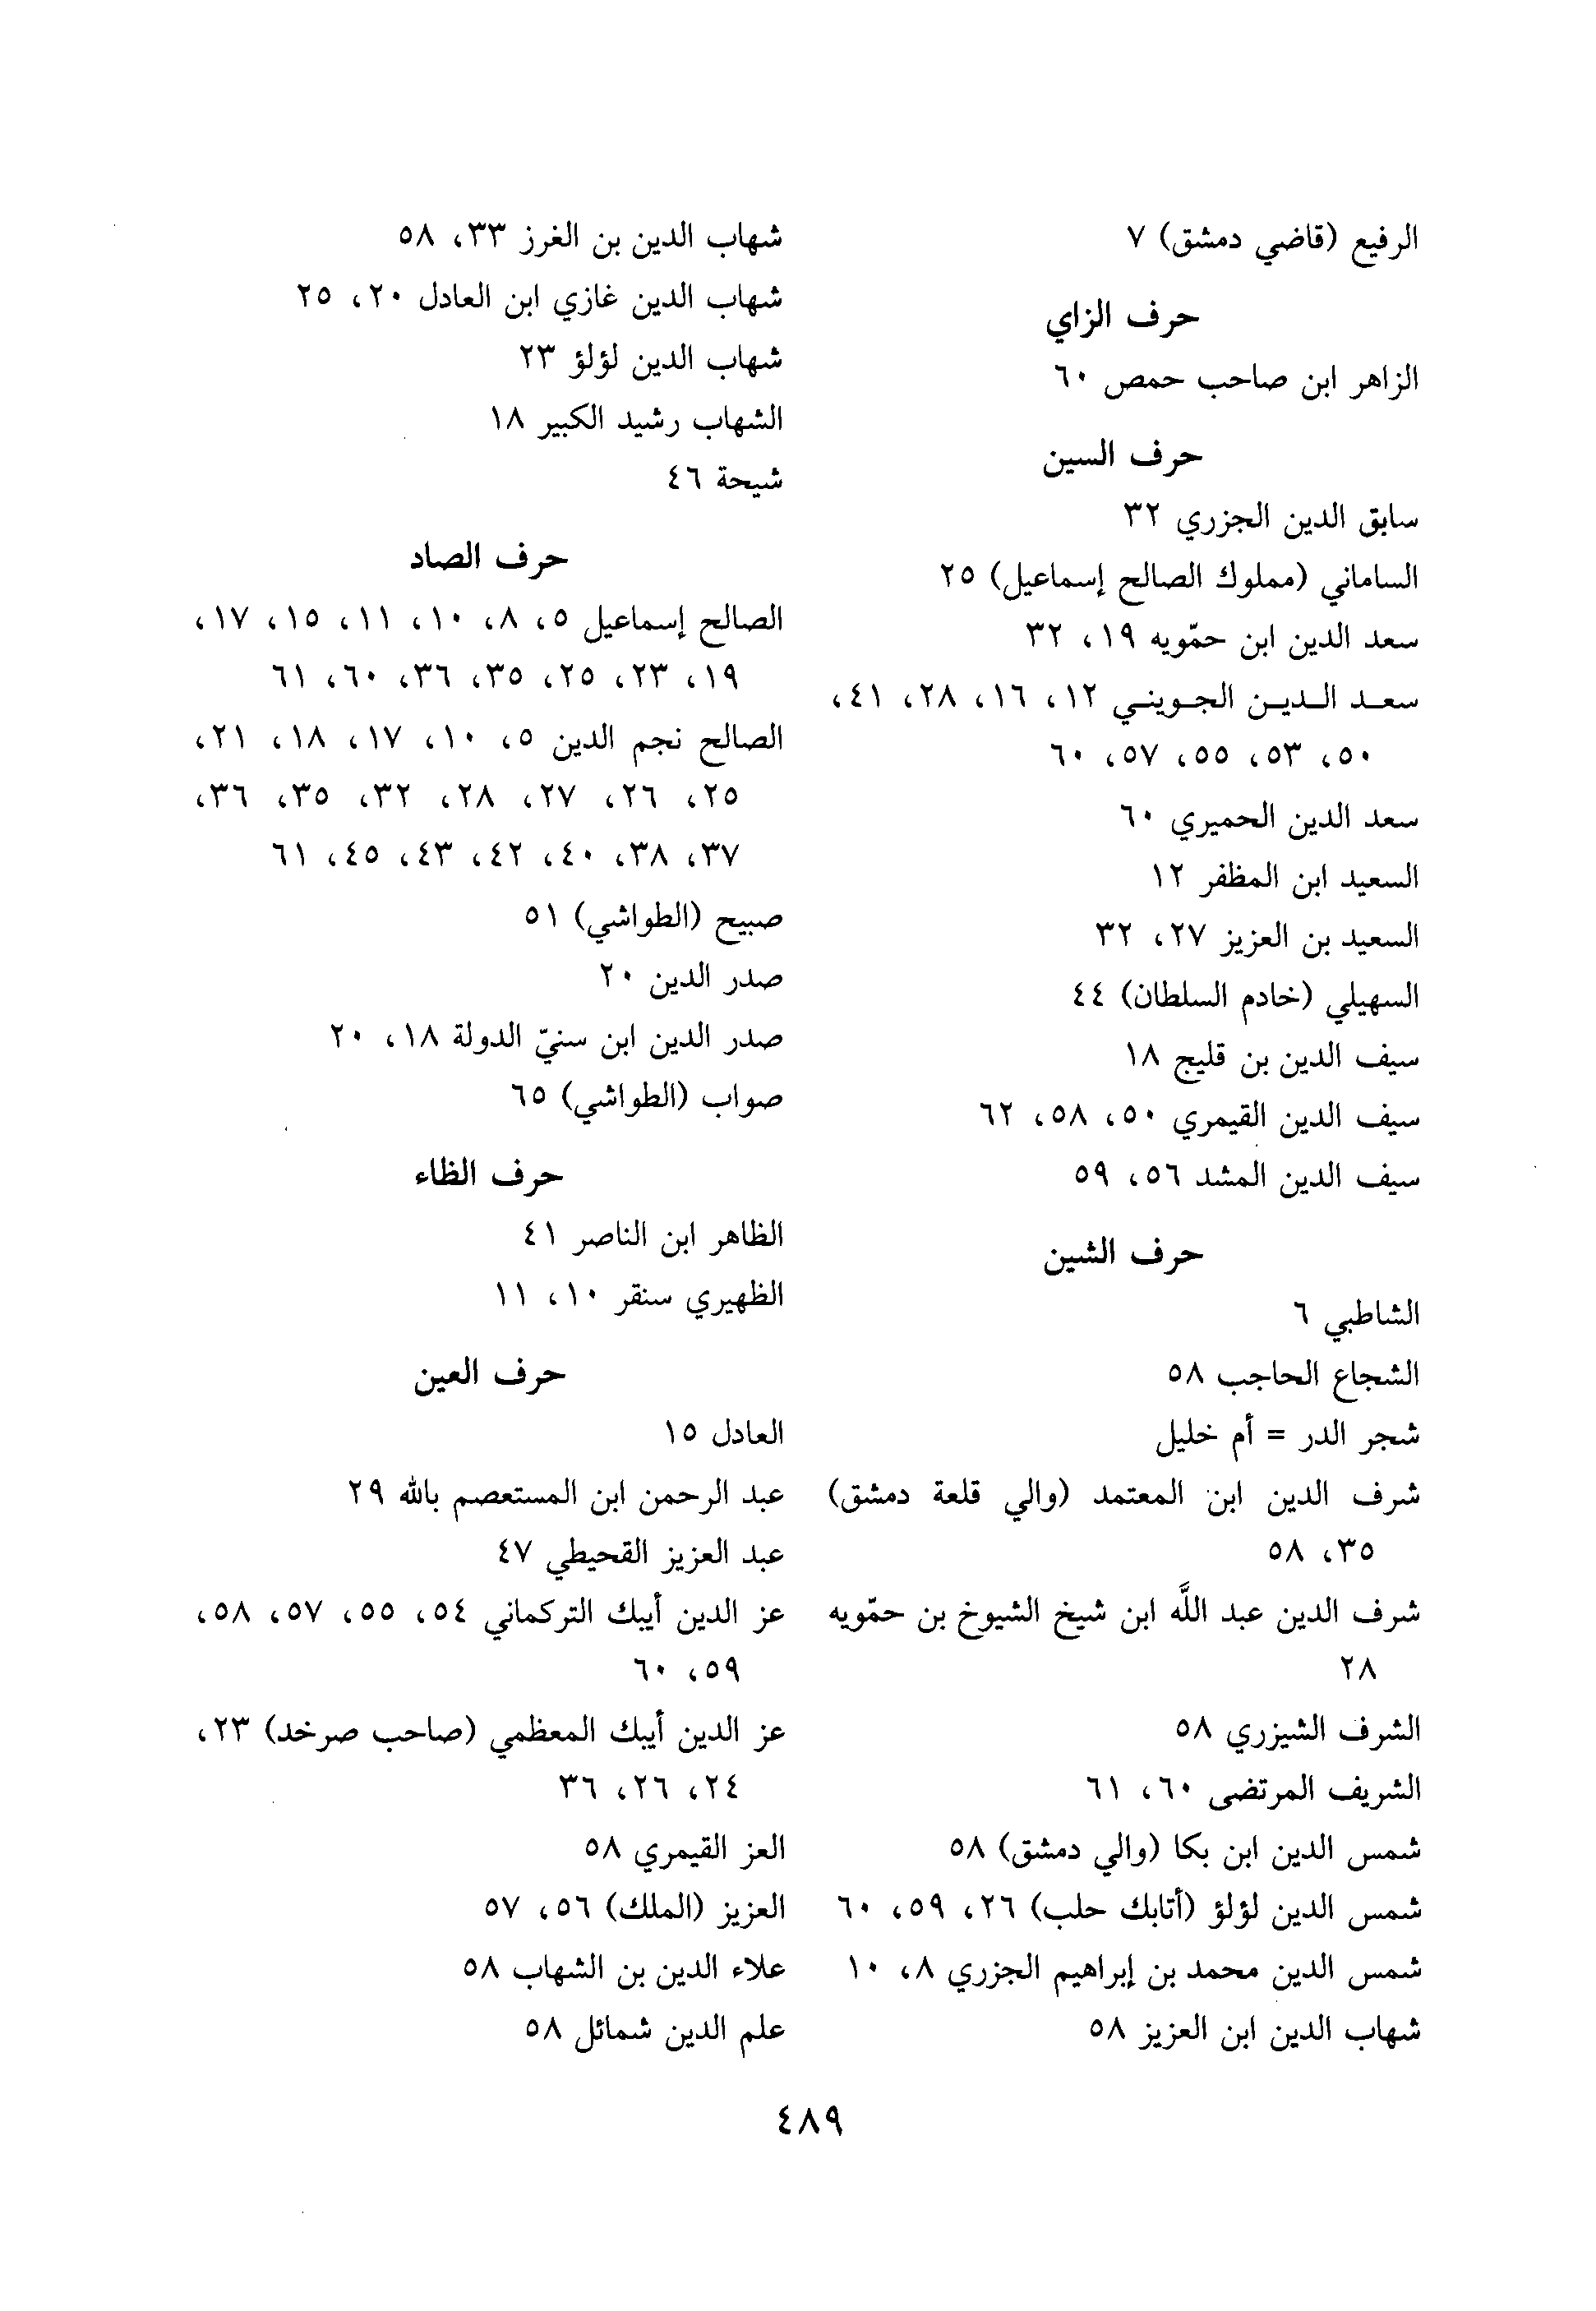 الرفيع (قاضي دمشق) ٧
حرف الزاي
الزاهر ابن صاحب حمص ٦٠
حرف السين
سابق الدين الجزري ٣٢
الساماني (مملوك الصالح إسماعيل) ٢٥
سعد الدين ابن حمّويه ١٩، ٣٢
سعـد الـديـن الجـوينـي ١٢، ١٦، ٢٨، ٤١،
٥٠، ٥٣، ٥٥، ٥٧، ٦٠
سعد الدين الحميري ٦٠
السعيد ابن المظفر ١٢
السعيد بن العزيز ٢٧، ٣٢
السهيلي (خادم السلطان) ٤٤
سيف الدين بن قليج ١٨
سيف الدين القيمري ٥٠، ٥٨، ٦٢
سيف الدين المشد ٥٦، ٥٩
حرف الشين
الشاطبي ٦
الشجاع الحاجب ٥٨
شجر الدر = أم خليل
شرف الدين ابن المعتمد (والي قلعة دمشق)
٣٥، ٥٨
شرف الدين عبد اللَّه ابن شيخ الشيوخ بن حمّويه
٢٨
الشرف الشيزري ٥٨
الشريف المرتضى ٦٠، ٦١
شمس الدين ابن بكا (والي دمشق) ٥٨
شمس الدين لؤلؤ (أتابك حلب) ٢٦، ٥٩، ٦٠
شمس الدين محمد بن إبراهيم الجزري ٨، ١٠
شهاب الدين ابن العزيز ٥٨
شهاب الدين بن الغرز ٣٣، ٥٨
شهاب الدين غازي ابن العادل ٢٠، ٢٥
شهاب الدين لؤلؤ ٢٣
الشهاب رشيد الكبير ١٨
شيحة ٤٦
حرف الصاد
الصالح إسماعيل ٥، ٨، ١٠، ١١، ١٥، ١٧،
١٩، ٢٣، ٢٥، ٣٥، ٣٦، ٦٠، ٦١
الصالح نجم الدين ٥، ١٠، ١٧، ١٨، ٢١،
٢٥، ٢٦، ٢٧، ٢٨، ٣٢، ٣٥، ٣٦،
٣٧، ٣٨، ٤٠، ٤٢، ٤٣، ٤٥، ٦١
صبيح (الطواشي) ٥١
صدر الدين ٢٠
صدر الدين ابن سنيّ الدولة ١٨، ٢٠
صواب (الطواشي) ٦٥
حرف الظاء
الظاهر ابن الناصر ٤١
الظهيري سنقر ١٠، ١١
حرف العين
العادل ١٥
عبد الرحمن ابن المستعصم بالله ٢٩
عبد العزيز القحيطي ٤٧
عز الدين أيبك التركماني ٥٤، ٥٥، ٥٧، ٥٨،
٥٩، ٦٠
عز الدين أيبك المعظمي (صاحب صرخد) ٢٣،
٢٤، ٢٦، ٣٦
العز القيمري ٥٨
العزيز (الملك) ٥٦، ٥٧
علاء الدين بن الشهاب ٥٨
علم الدين شمائل ٥٨
٤٨٩